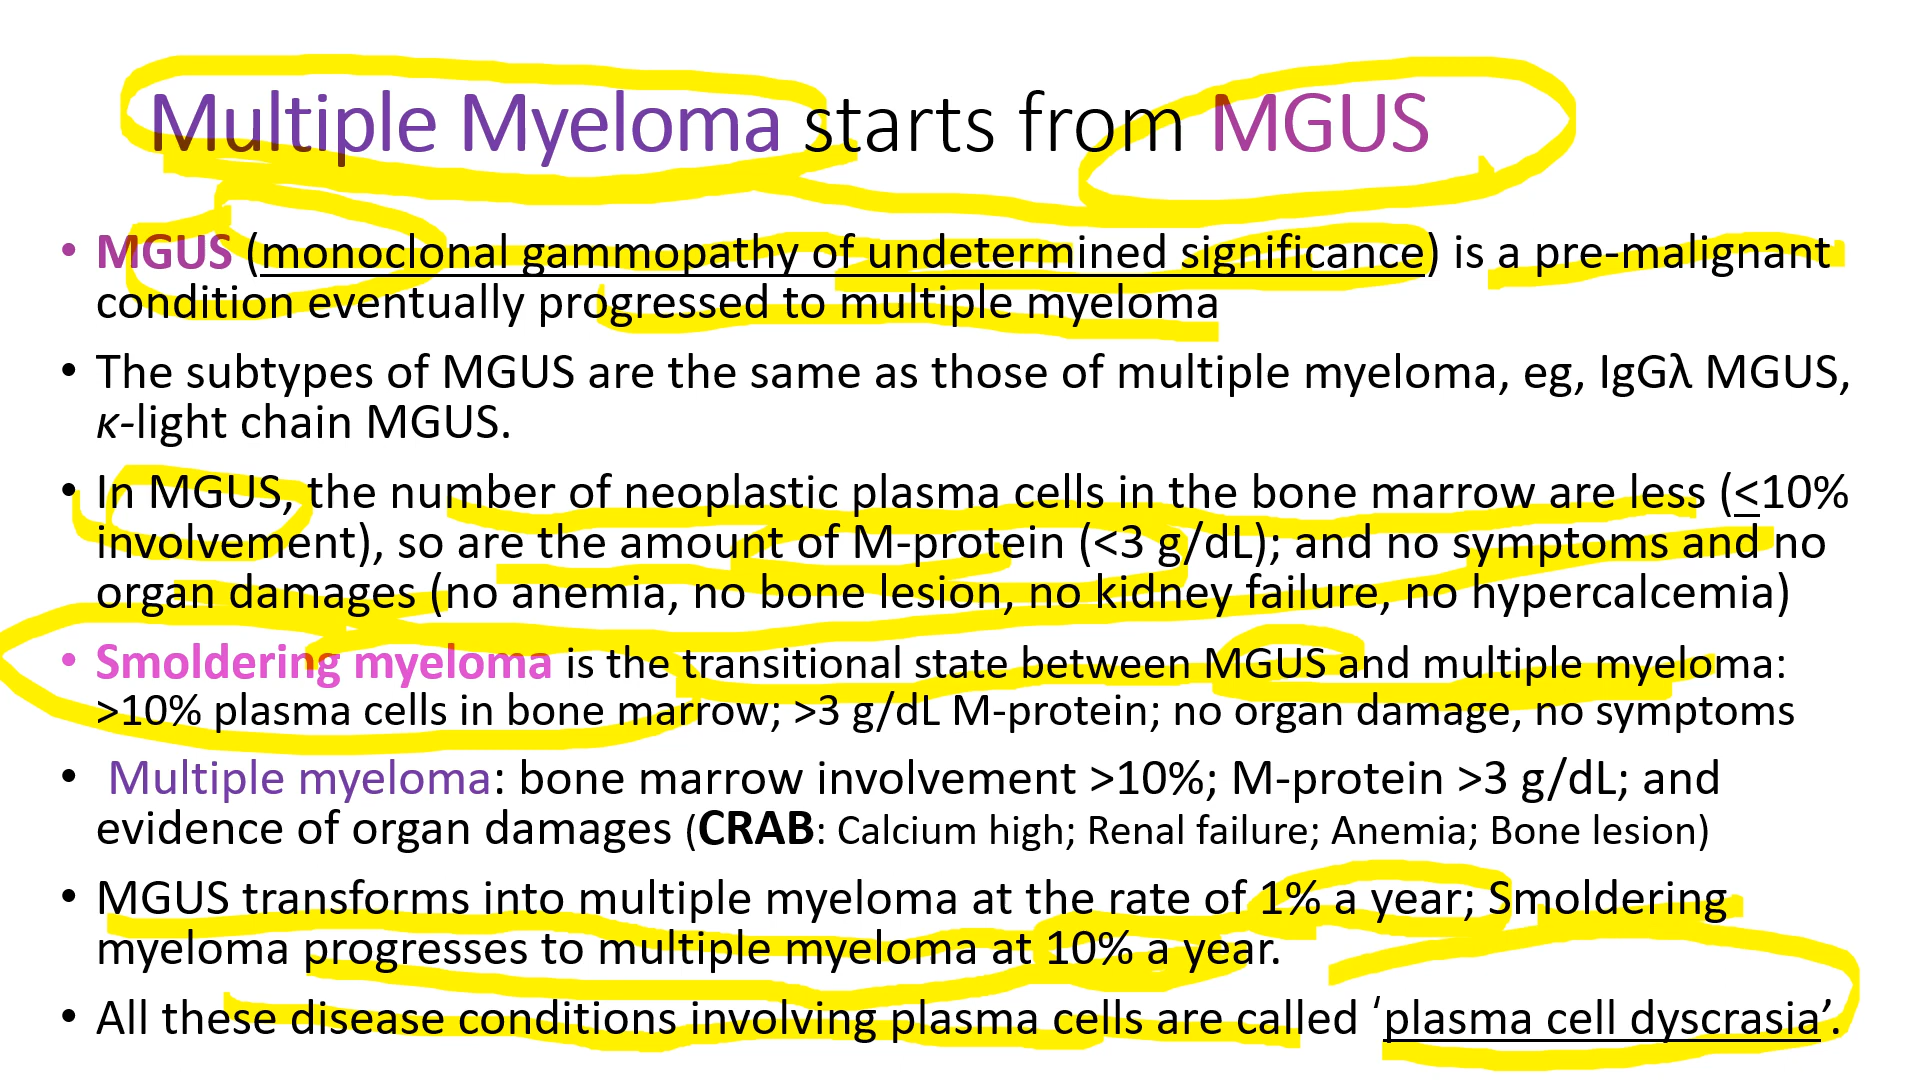 Multiple Myeloma starts from MGUS
• MGUS (monoclonal gammopathy of undetermined significance) is a pre-malignant
condition eventually progressed to multiple myeloma
• The subtypes of MGUS are the same as those of multiple myeloma, eg, IgGλ MGUS,
κ-light chain MGUS.
• In MGUS, the number of neoplastic plasma cells in the bone marrow are less (<10%
involvement), so are the amount of M-protein (<3 g/dL); and no symptoms and no
organ damages (no anemia, no bone lesion, no kidney failure, no hypercalcemia)
• Smoldering myeloma is the transitional state between MGUS and multiple myeloma:
>10% plasma cells in bone marrow; >3 g/dL M-protein; no organ damage, no symptoms
• Multiple myeloma: bone marrow involvement >10%; M-protein >3 g/dL; and
evidence of organ damages (CRAB: Calcium high; Renal failure; Anemia; Bone lesion)
• MGUS transforms into multiple myeloma at the rate of 1% a year; Smoldering
myeloma progresses to multiple myeloma at 10% a year.
• All these disease conditions involving plasma cells are called ‘plasma cell dyscrasia’.